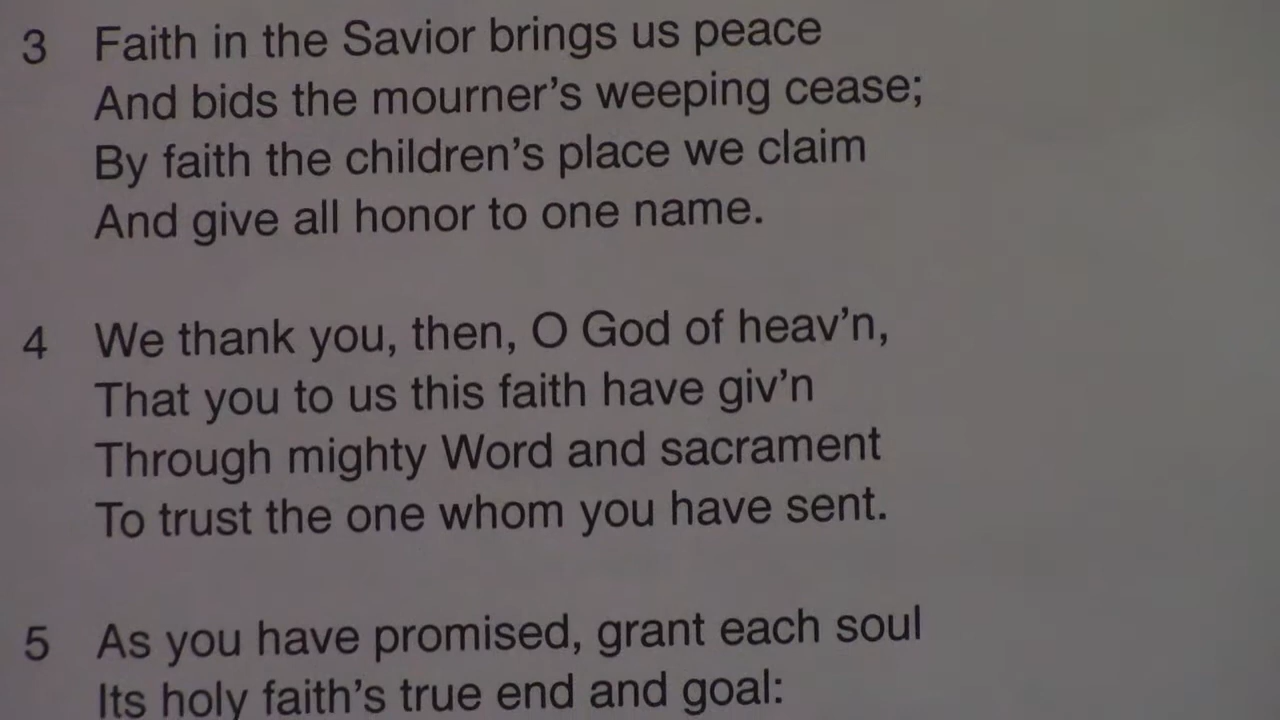 3 Faith in the Savior brings us peace
And bids the mourner's weeping cease;
By faith the children's place we claim
And give all honor to one name.
4 We thank you, then, O God of heav'n,
That you to us this faith have giv'n
Through mighty Word and sacrament
To trust the one whom you have sent.
5 As you have promised, grant each soul
Its holy faith's true end and goal: